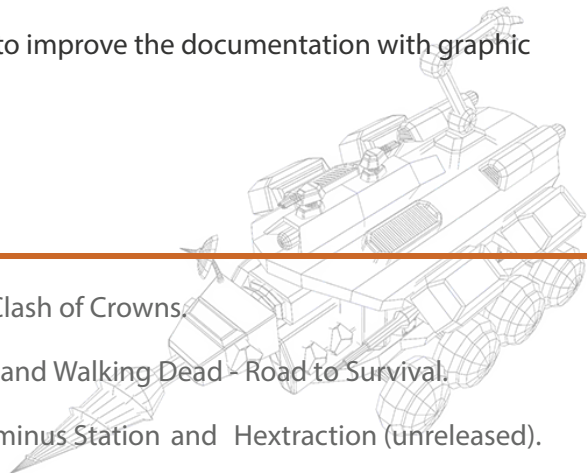 to improve the documentation with graphic
Clash of Crowns.
and Walking Dead - Road to Survival.
minus Station and Hextraction (unreleased).